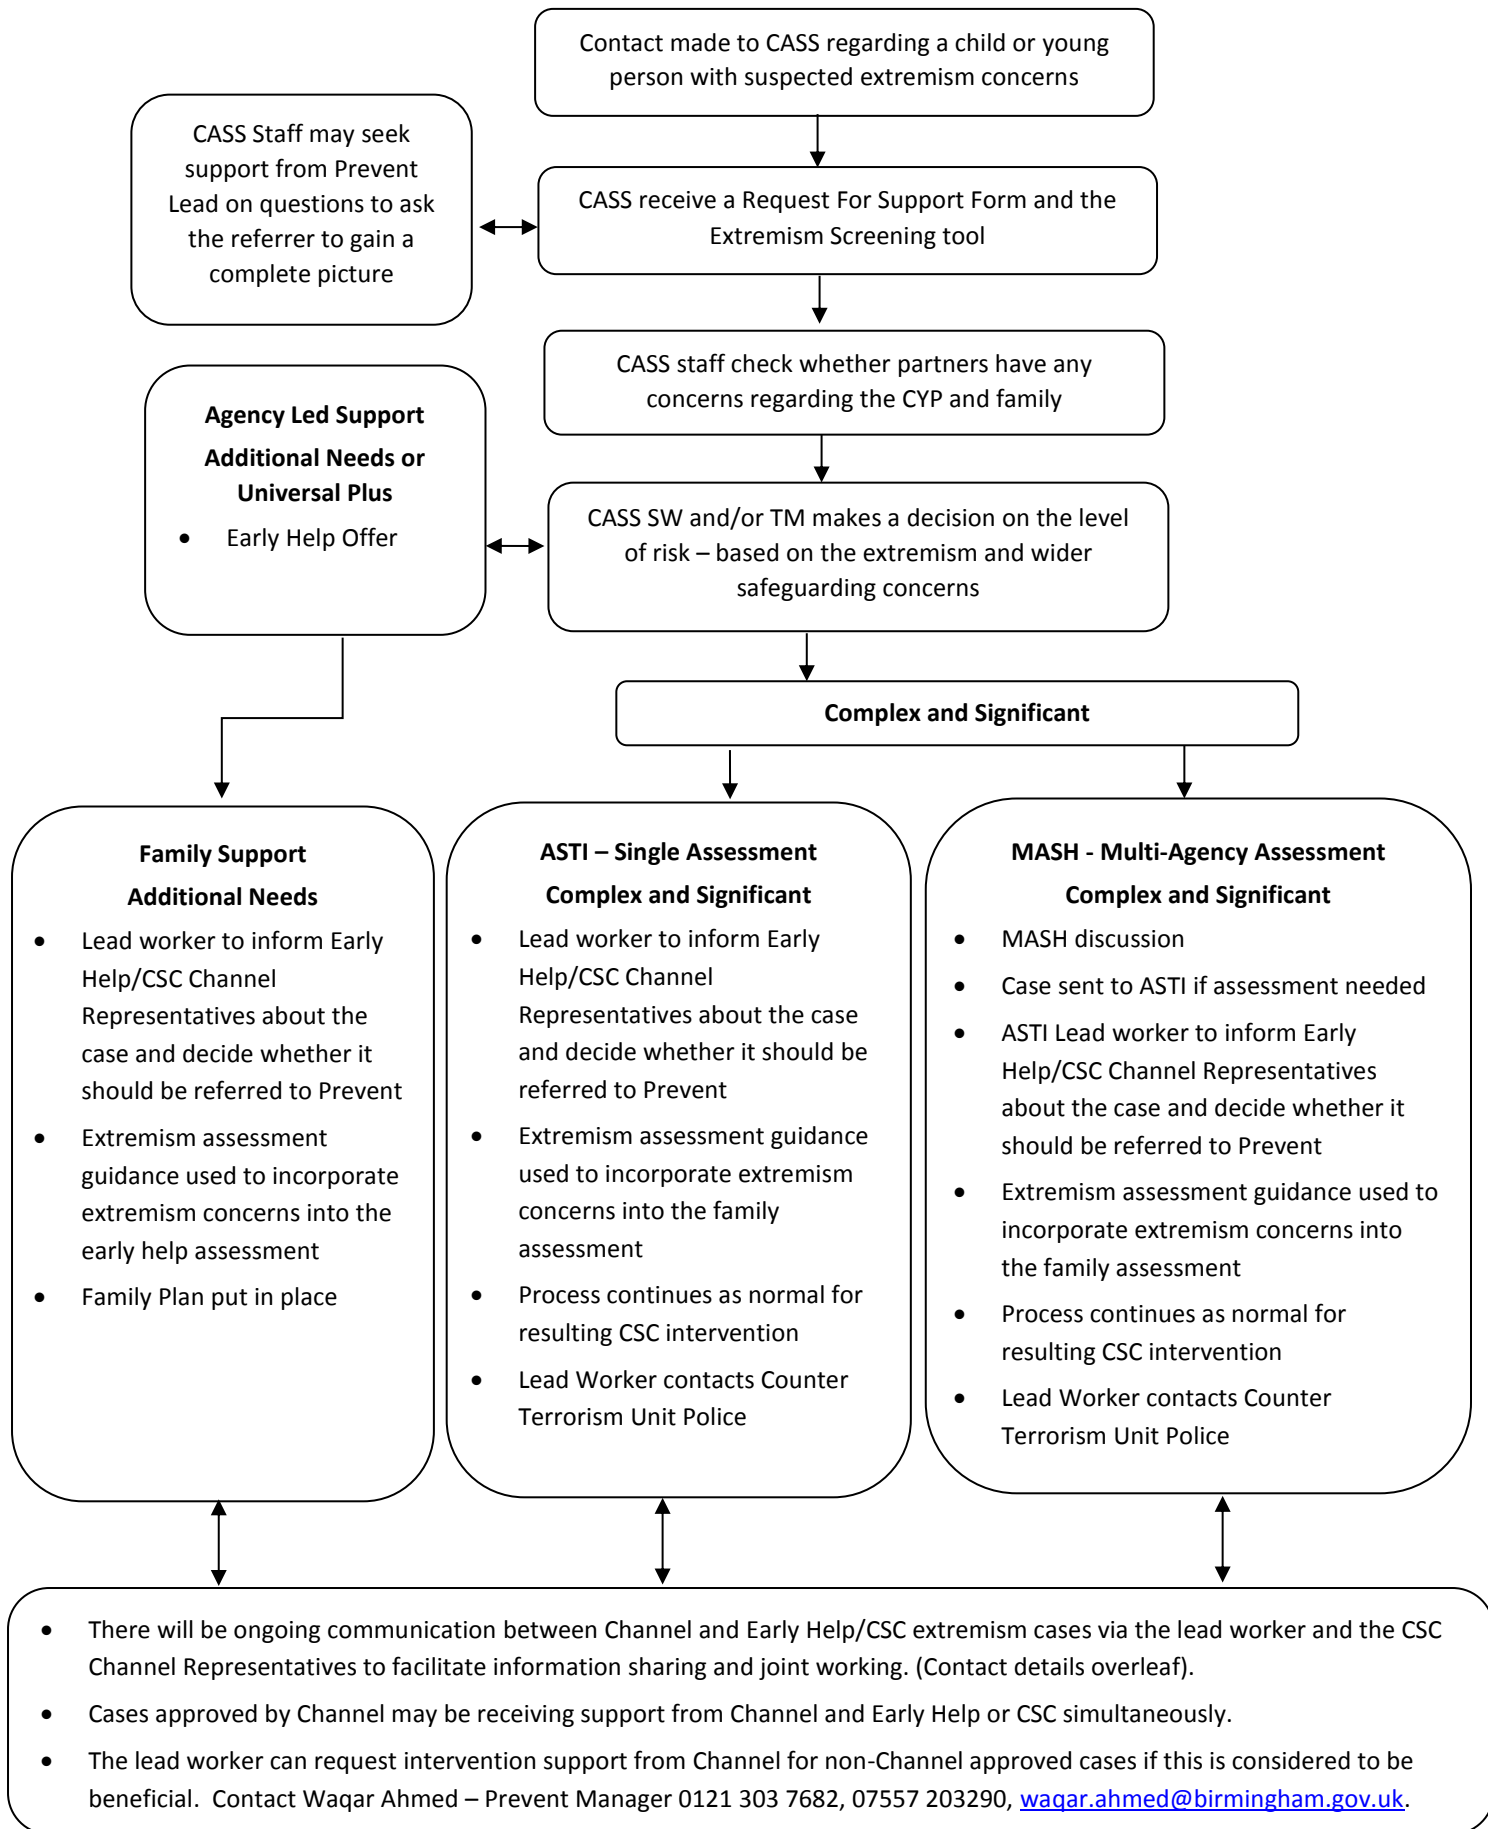 Contact made to CASS regarding a child or young
person with suspected extremism concerns
CASS Staff may seek
support from Prevent
Lead on questions to ask
the referrer to gain a
complete picture
CASS receive a Request For Support Form and the
Extremism Screening tool
CASS staff check whether partners have any
concerns regarding the CYP and family
Agency Led Support
Additional Needs or
Universal Plus
• Early Help Offer
CASS SW and/or TM makes a decision on the level
of risk – based on the extremism and wider
safeguarding concerns
Complex and Significant
Family Support
Additional Needs
• Lead worker to inform Early
Help/CSC Channel
Representatives about the
case and decide whether it
should be referred to Prevent
• Extremism assessment
guidance used to incorporate
extremism concerns into the
early help assessment
• Family Plan put in place
ASTI – Single Assessment
Complex and Significant
• Lead worker to inform Early
Help/CSC Channel
Representatives about the case
and decide whether it should be
referred to Prevent
• Extremism assessment guidance
used to incorporate extremism
concerns into the family
assessment
• Process continues as normal for
resulting CSC intervention
• Lead Worker contacts Counter
Terrorism Unit Police
MASH - Multi-Agency Assessment
Complex and Significant
• MASH discussion
• Case sent to ASTI if assessment needed
• ASTI Lead worker to inform Early
Help/CSC Channel Representatives
about the case and decide whether it
should be referred to Prevent
• Extremism assessment guidance used to
incorporate extremism concerns into
the family assessment
• Process continues as normal for
resulting CSC intervention
• Lead Worker contacts Counter
Terrorism Unit Police
• There will be ongoing communication between Channel and Early Help/CSC extremism cases via the lead worker and the CSC
Channel Representatives to facilitate information sharing and joint working. (Contact details overleaf).
• Cases approved by Channel may be receiving support from Channel and Early Help or CSC simultaneously.
• The lead worker can request intervention support from Channel for non-Channel approved cases if this is considered to be
beneficial.  Contact Waqar Ahmed – Prevent Manager 0121 303 7682, 07557 203290, waqar.ahmed@birmingham.gov.uk.